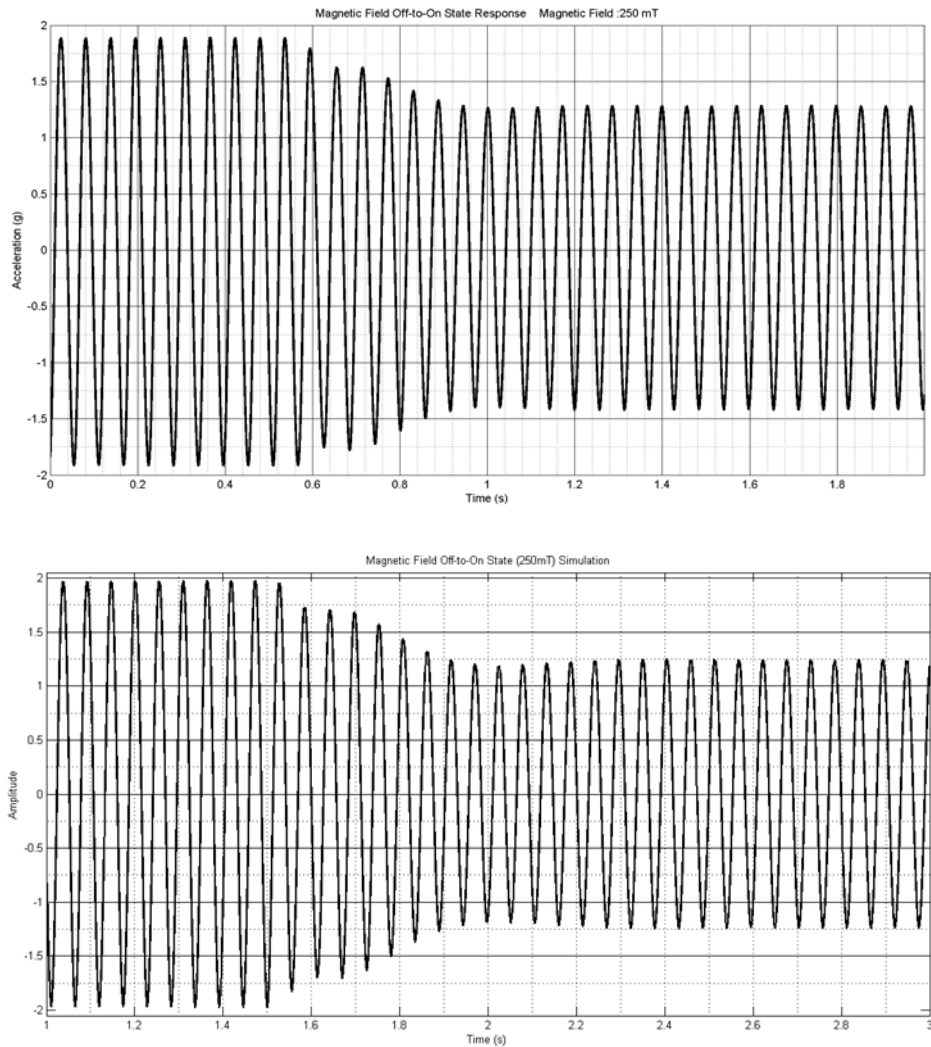 Magnetic Field Off-to-On State Response Magnetic Field :250 mT
2
1.5
1
0.5
0
-0.5
-1
-1.5
-2
Acceleration (g)
0 0.2 0.4 0.6 0.8 1 1.2 1.4 1.6 1.8
Time (s)
Magnetic Field Off-to-On State (250mT) Simulation
2
1.5
1
0.5
0
-0.5
-1
-1.5
-2
Amplitude
1 1.2 1.4 1.6 1.8 2 2.2 2.4 2.6 2.8 3
Time (s)